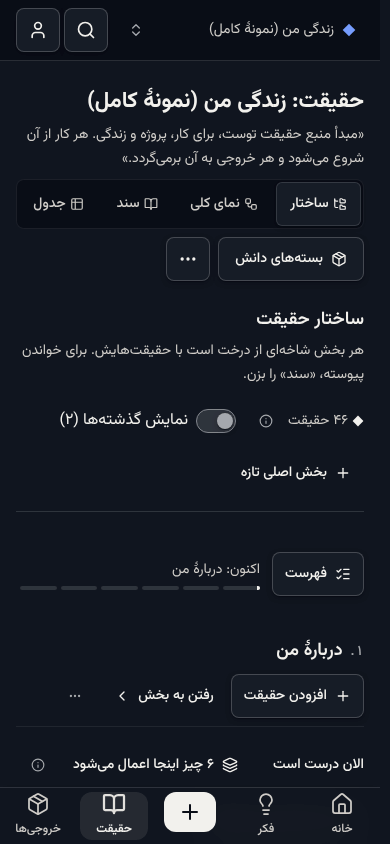 زندگی من (نمونهٔ کامل)
حقیقت: زندگی من (نمونهٔ کامل)
«مبدأ منبع حقیقت توست، برای کار، پروژه و زندگی. هر کار از آن
شروع می‌شود و هر خروجی به آن برمی‌گردد.»
ساختار
نمای کلی
سند
جدول
بسته‌های دانش
ساختار حقیقت
هر بخش شاخه‌ای از درخت است با حقیقت‌هایش. برای خواندن
پیوسته، «سند» را بزن.
۴۶ حقیقت
نمایش گذشته‌ها (۲)
بخش اصلی تازه
فهرست
اکنون: دربارهٔ من
۱. دربارهٔ من
افزودن حقیقت
رفتن به بخش
الان درست است
۶ چیز اینجا اعمال می‌شود
خانه
فکر
حقیقت
خروجی‌ها